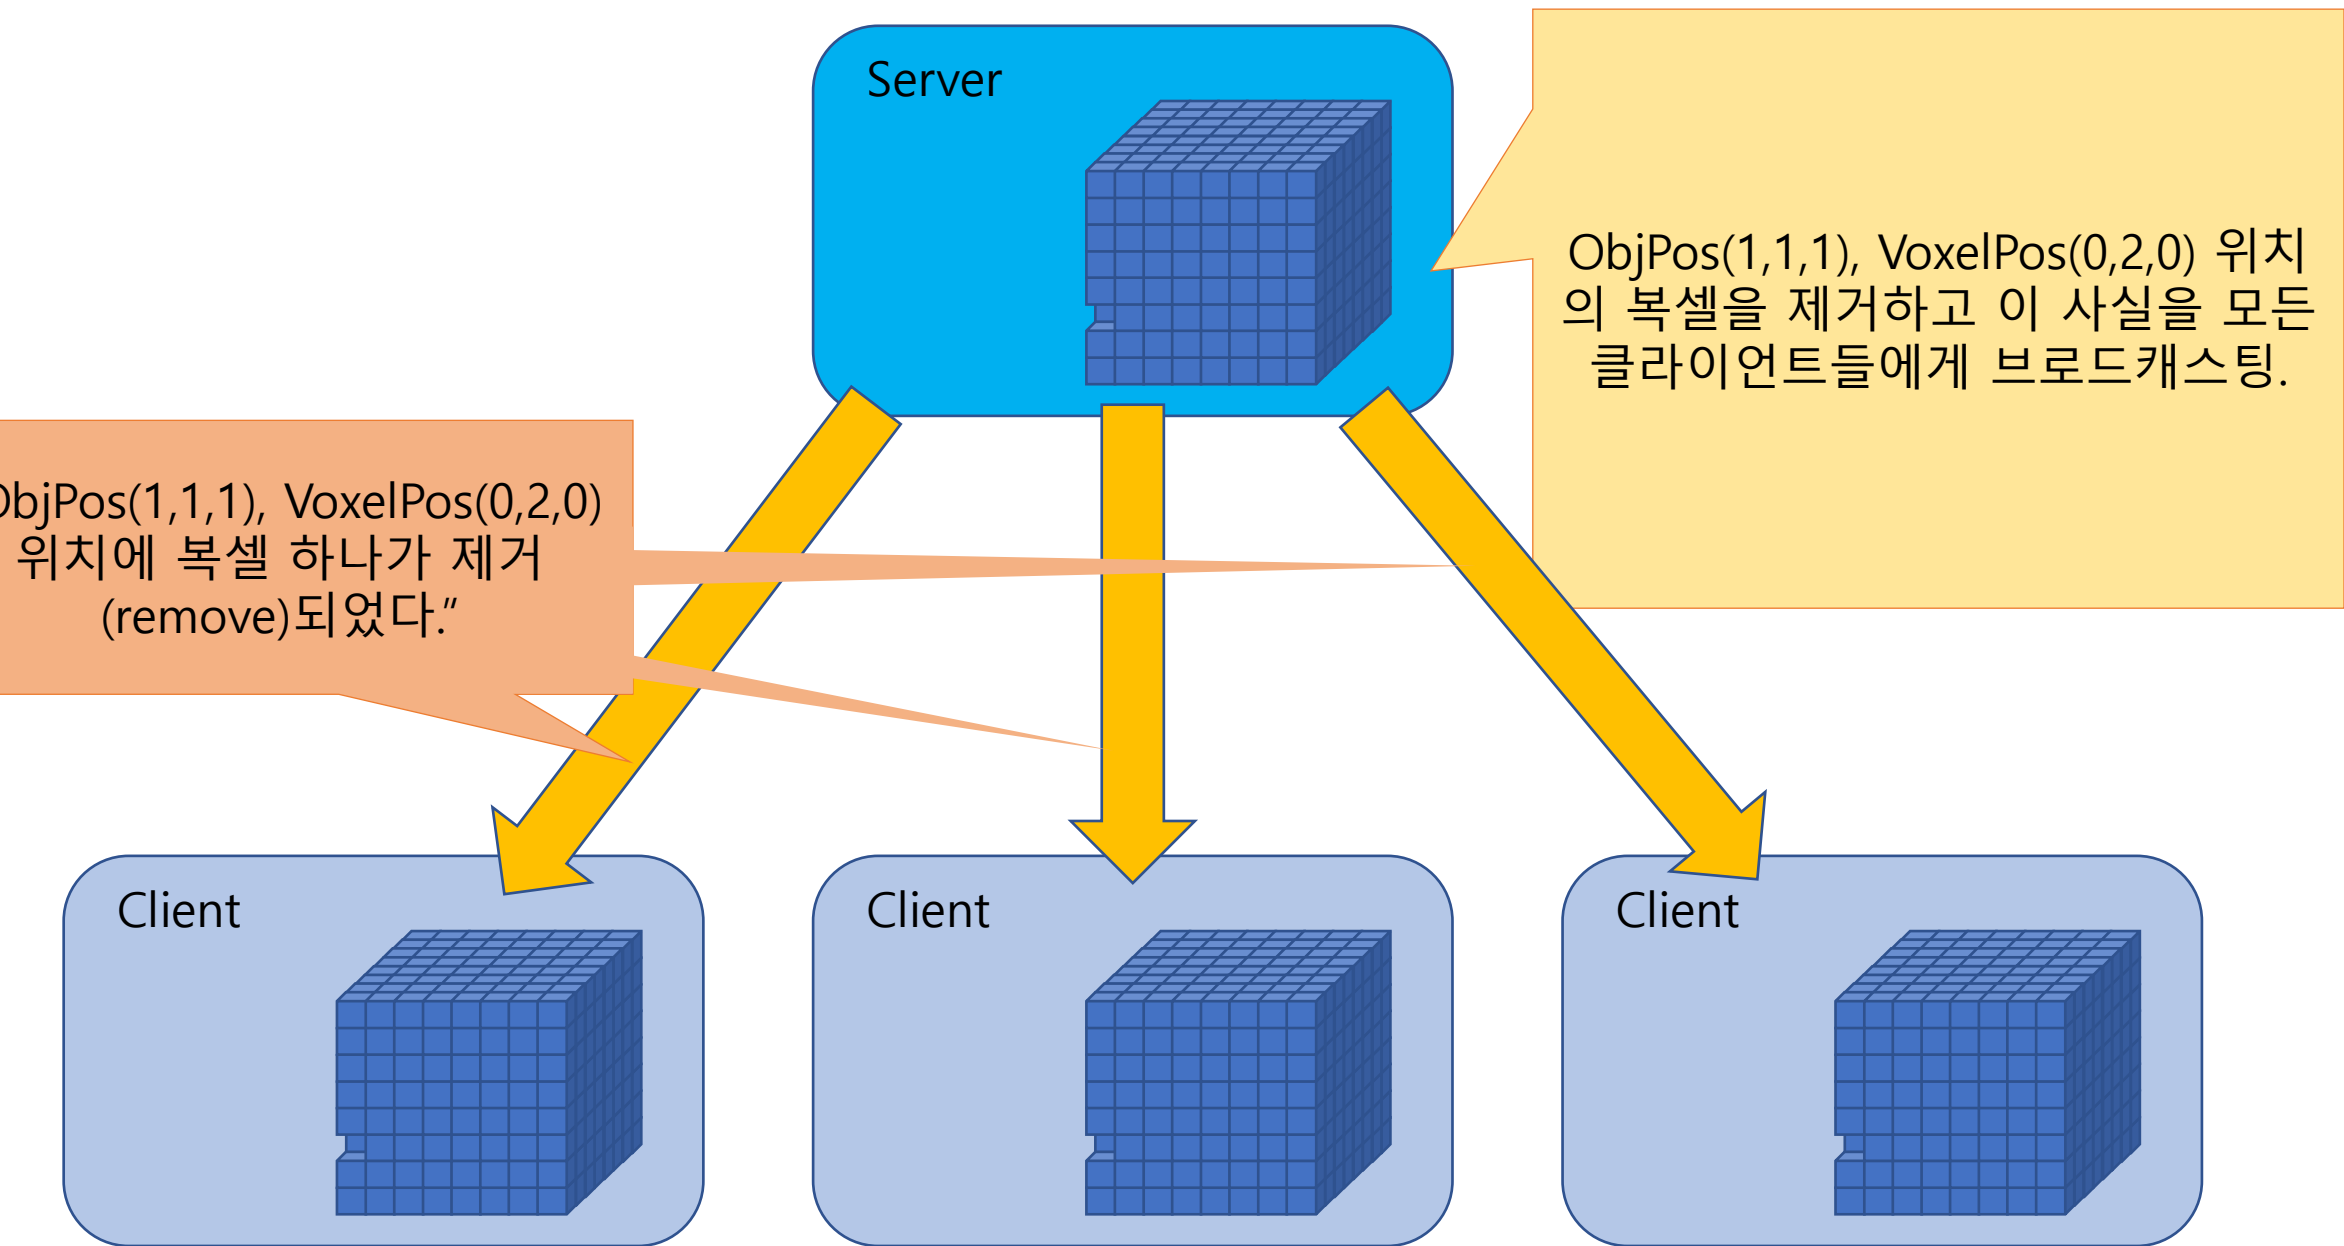 Server
ObjPos(1,1,1), VoxelPos(0,2,0) 위치
의 복셀을 제거하고 이 사실을 모든
클라이언트들에게 브로드캐스팅.
ObjPos(1,1,1), VoxelPos(0,2,0)
위치에 복셀 하나가 제거
(remove)되었다.”
Client
Client
Client